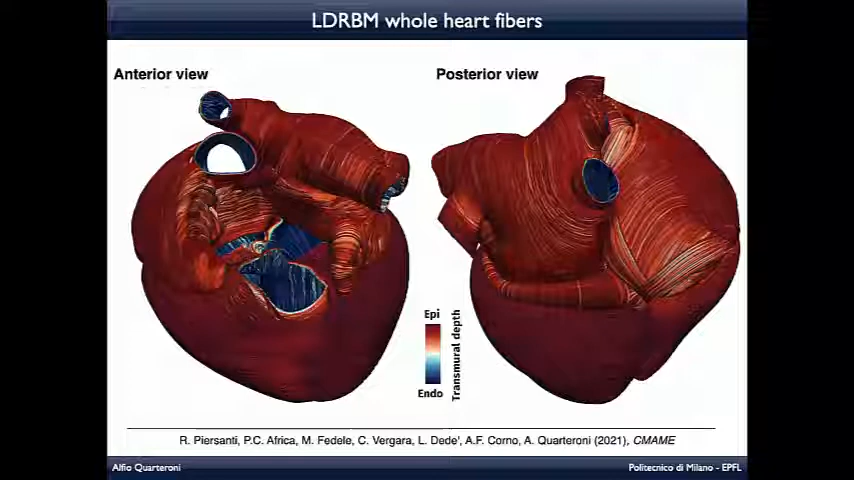 LDRBM whole heart fibers
Anterior view
Posterior view
Epi
Endo
Transmural depth
R. Piersanti, P.C. Africa, M. Fedele, C. Vergara, L. Dede', A.F. Corno, A. Quarteroni (2021), CMAME
Alfio Quarteroni
Politecnico di Milano - EPFL